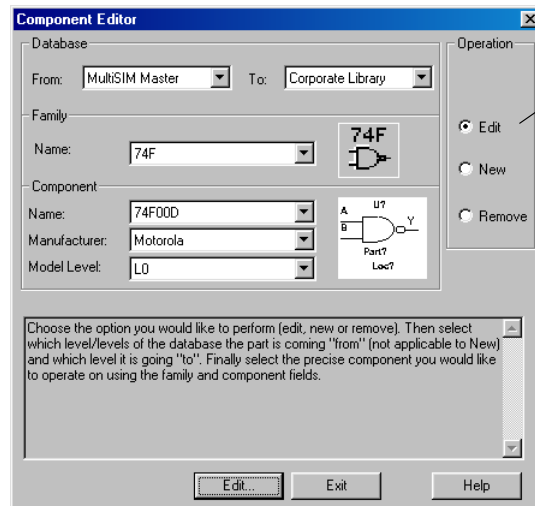 Component Editor
Database
From: MultiSIM Master To: Corporate Library
Family
Name: 74F
74F
Component
Name: 74F00D
Manufacturer: Motorola
Model Level: L0
U?
A
B
Y
Part?
Loc?
Operation
Edit
New
Remove
Choose the option you would like to perform (edit, new or remove). Then select
which level/levels of the database the part is coming "from" (not applicable to New)
and which level it is going "to". Finally select the precise component you would like
to operate on using the family and component fields.
Edit... Exit Help